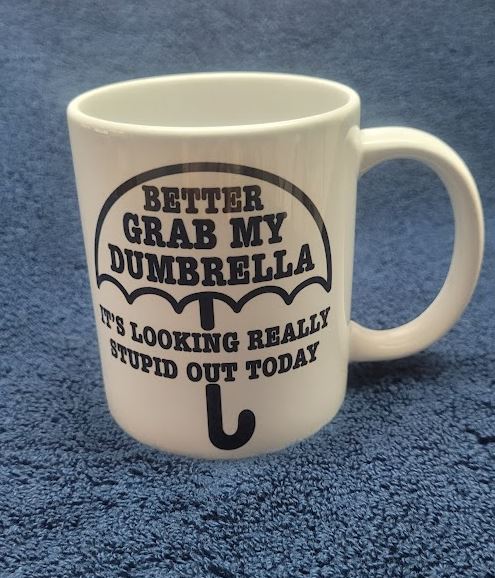 BETTER
GRAB MY
DUMBRELLA
IT'S LOOKING REALLY
STUPID OUT TODAY